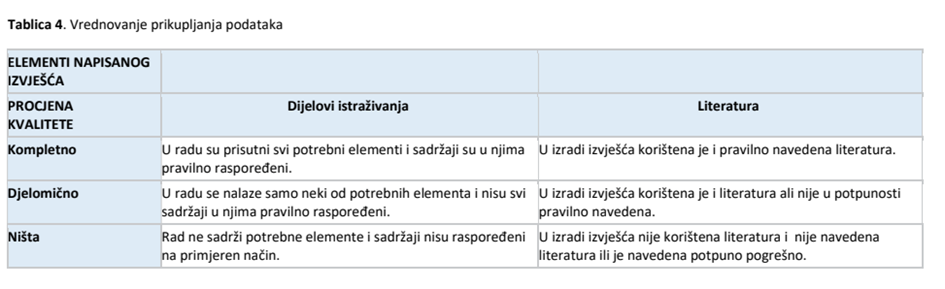 Tablica 4. Vrednovanje prikupljanja podataka
ELEMENTI NAPISANOG
IZVJEŠĆA
PROCJENA
KVALITETE
Dijelovi istraživanja
Literatura
Kompletno
U radu su prisutni svi potrebni elementi i sadržaji su u njima
pravilno raspoređeni.
U izradi izvješća korištena je i pravilno navedena literatura.
Djelomično
U radu se nalaze samo neki od potrebnih elementa i nisu svi
sadržaji u njima pravilno raspoređeni.
U izradi izvješća korištena je i literatura ali nije u potpunosti
pravilno navedena.
Ništa
Rad ne sadrži potrebne elemente i sadržaji nisu raspoređeni
na primjeren način.
U izradi izvješća nije korištena literatura i  nije navedena
literatura ili je navedena potpuno pogrešno.